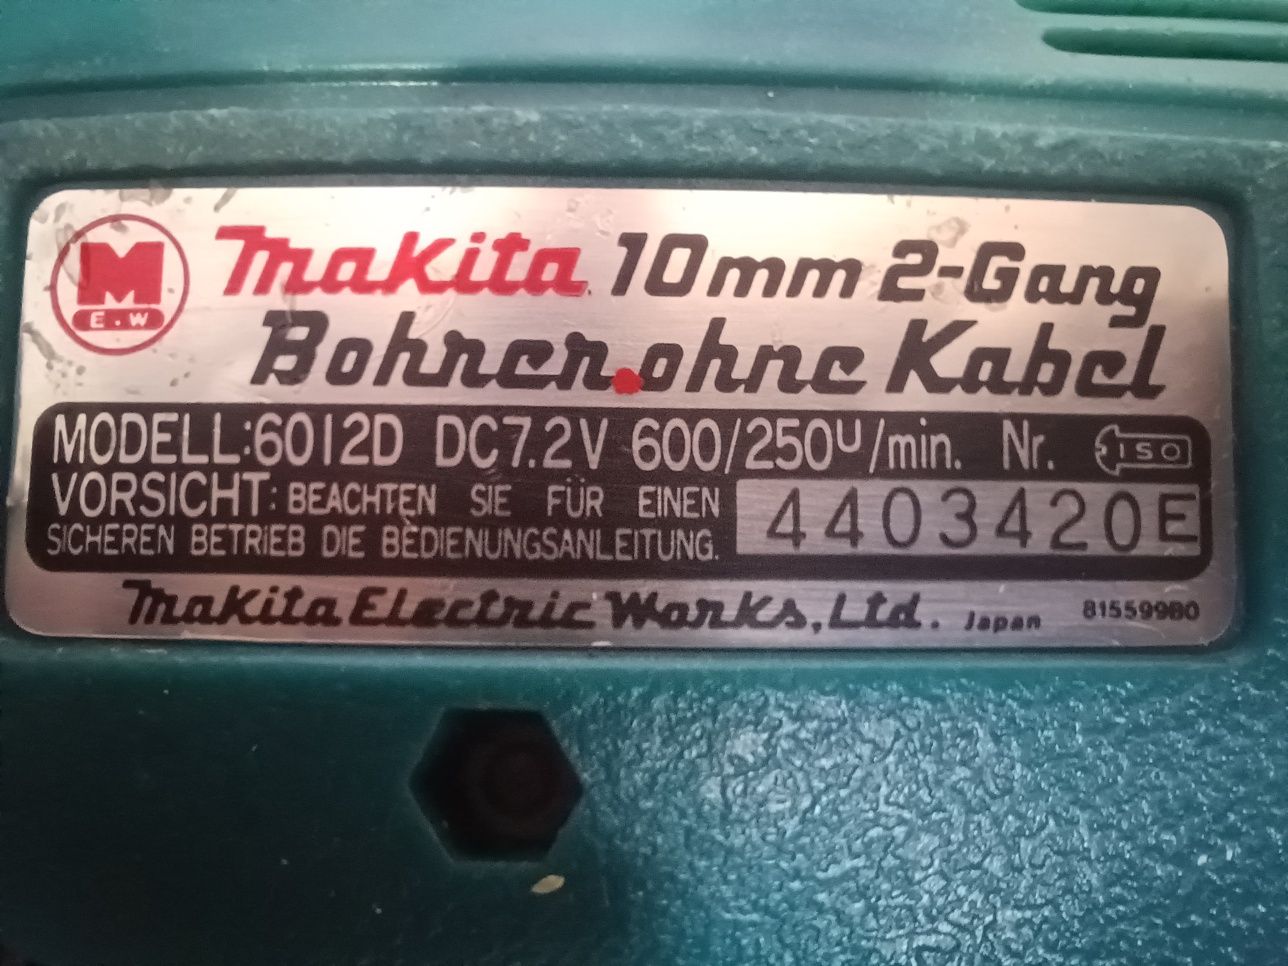 M
E.W
Makita 10mm 2-Gang
Bohrer ohne Kabel
MODELL:6012D DC7.2V 600/250U/min. Nr. ISO
VORSICHT: BEACHTEN SIE FÜR EINEN
SICHEREN BETRIEB DIE BEDIENUNGSANLEITUNG.
4403420E
Makita Electric Works, Ltd. Japan 81559980